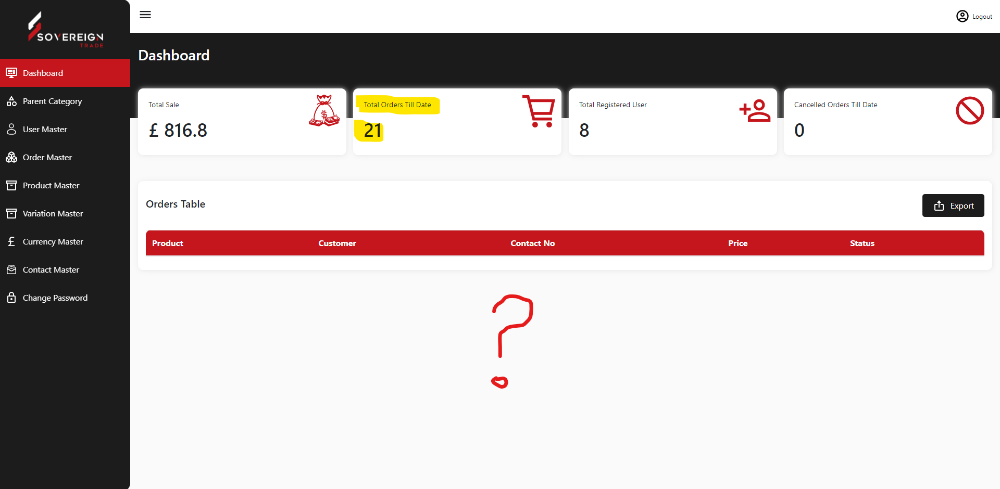 SOVEREIGN
TRADE
Logout
Dashboard
Dashboard
Parent Category
User Master
Order Master
Product Master
Variation Master
Currency Master
Contact Master
Change Password
Total Sale
£ 816.8
Total Orders Till Date
21
Total Registered User
8
Cancelled Orders Till Date
0
Orders Table
Export
Product Customer Contact No Price Status
?